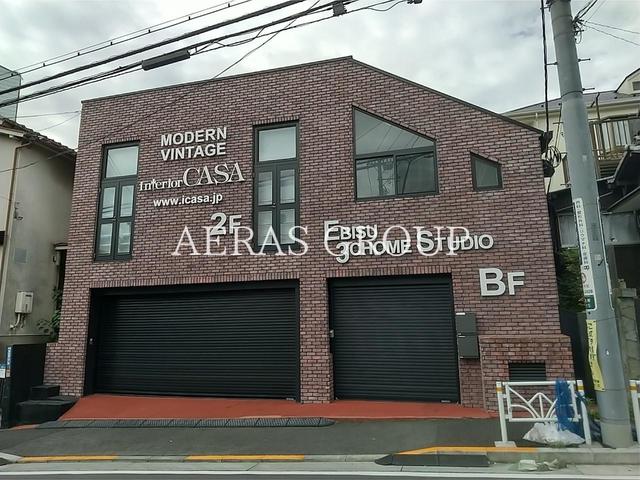 MODERN
VINTAGE
Interior CASA
www.icasa.jp
2F
EBISU
3CHOME STUDIO
BF
AERAS GROUP